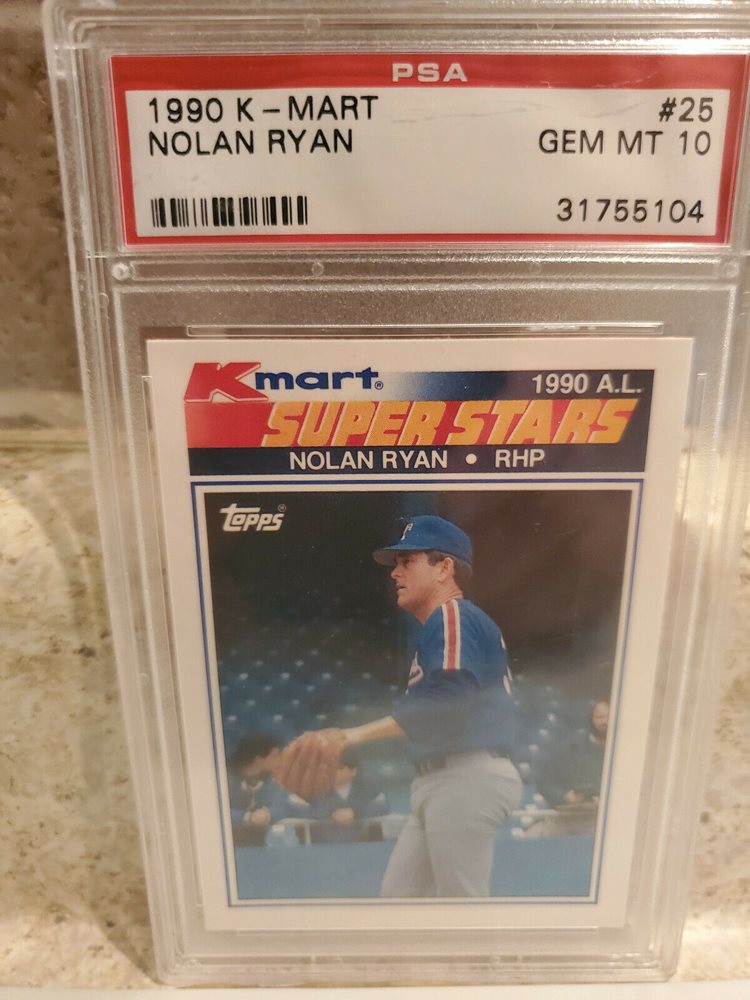 PSA
1990 K-MART #25
NOLAN RYAN GEM MT 10
31755104
Kmart® 1990 A.L.
SUPER STARS
NOLAN RYAN • RHP
topps®